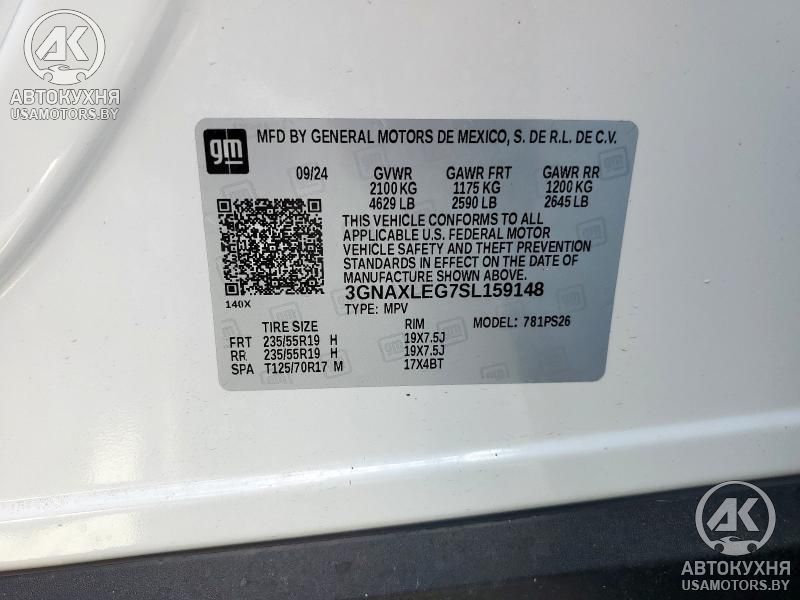 AK
АВТОКУХНЯ
USAMOTORS.BY
gm
MFD BY GENERAL MOTORS DE MEXICO, S. DE R.L. DE C.V.
09/24 GVWR GAWR FRT GAWR RR
2100 KG 1175 KG 1200 KG
4629 LB 2590 LB 2645 LB
THIS VEHICLE CONFORMS TO ALL
APPLICABLE U.S. FEDERAL MOTOR
VEHICLE SAFETY AND THEFT PREVENTION
STANDARDS IN EFFECT ON THE DATE OF
MANUFACTURE SHOWN ABOVE.
140X 3GNAXLEG7SL159148
TYPE: MPV MODEL: 781PS26
TIRE SIZE RIM
FRT 235/55R19 H 19X7.5J
RR 235/55R19 H 19X7.5J
SPA T125/70R17 M 17X4BT
AK
АВТОКУХНЯ
USAMOTORS.BY